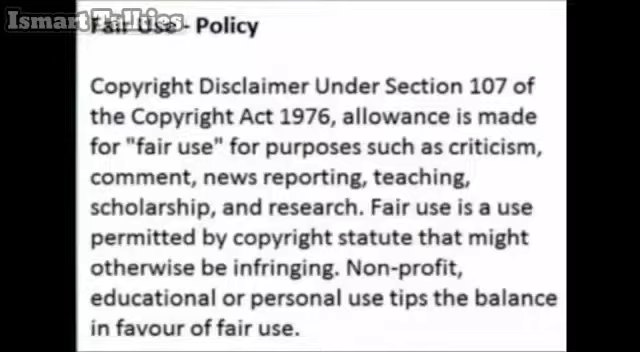 Ismart Talkies
Fair Use - Policy
Copyright Disclaimer Under Section 107 of
the Copyright Act 1976, allowance is made
for "fair use" for purposes such as criticism,
comment, news reporting, teaching,
scholarship, and research. Fair use is a use
permitted by copyright statute that might
otherwise be infringing. Non-profit,
educational or personal use tips the balance
in favour of fair use.